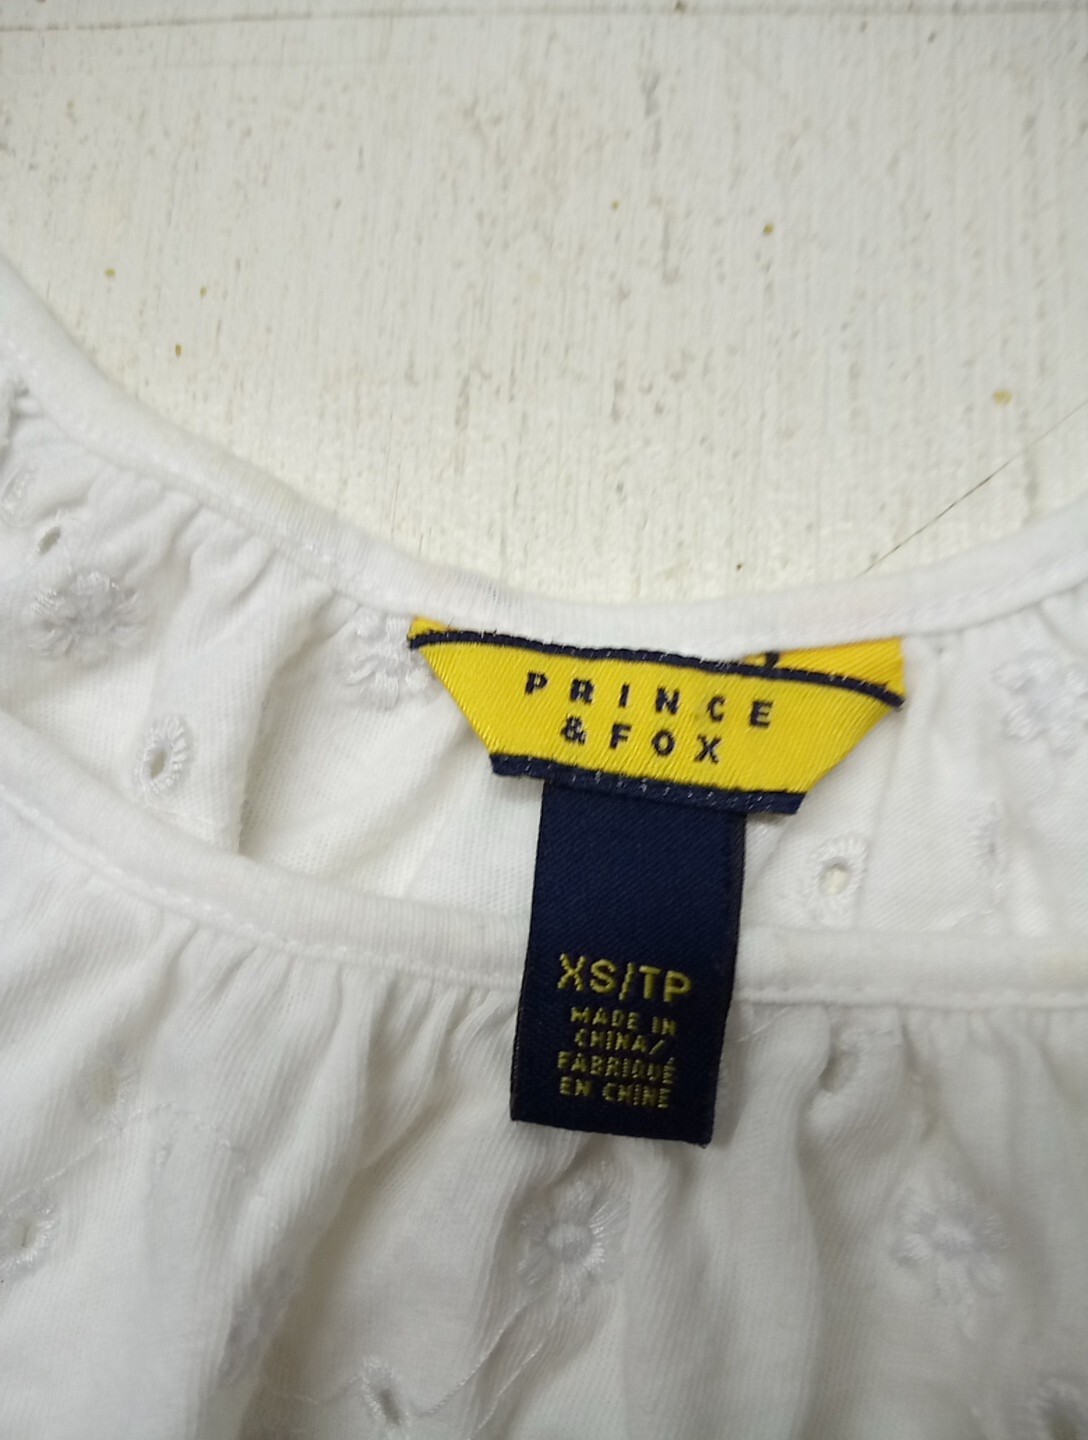 PRINCE
& FOX
XS/TP
MADE IN
CHINA/
FABRIQUÉ
EN CHINE